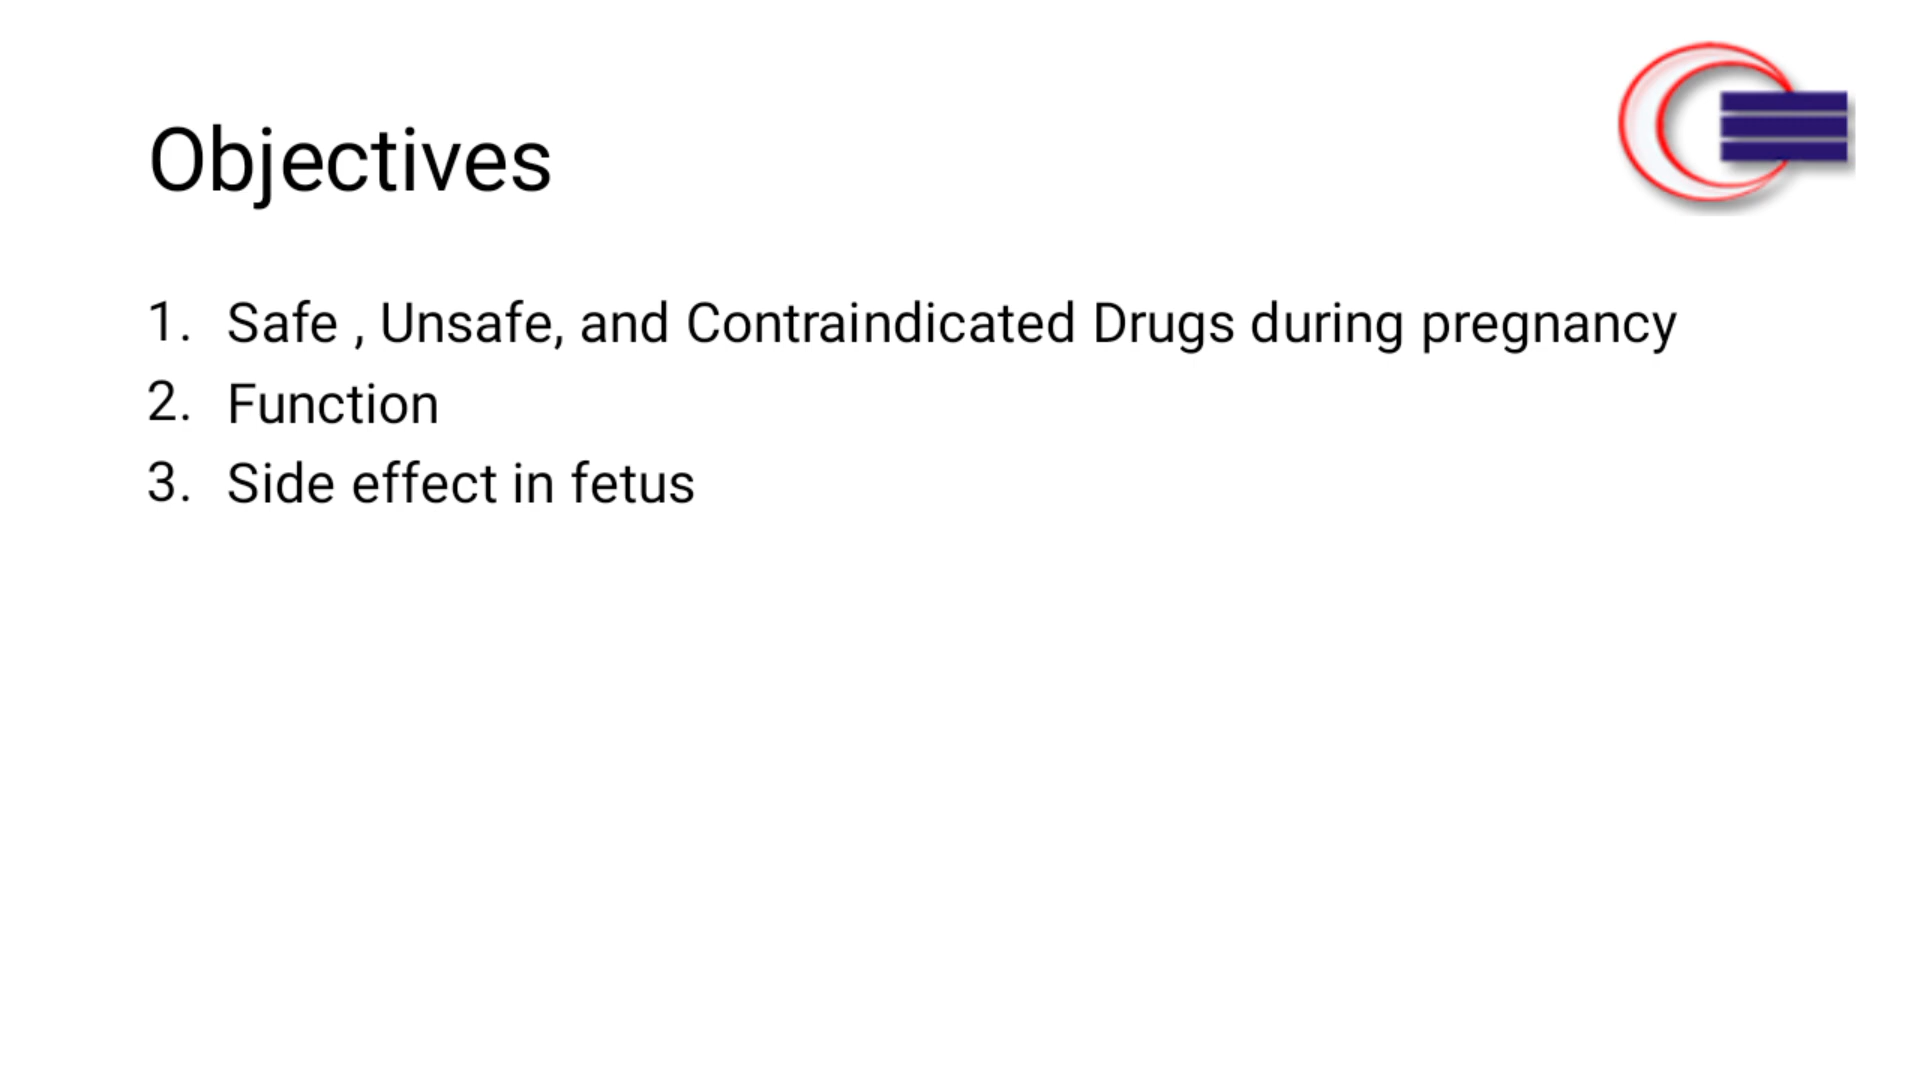 Objectives
1. Safe , Unsafe, and Contraindicated Drugs during pregnancy
2. Function
3. Side effect in fetus